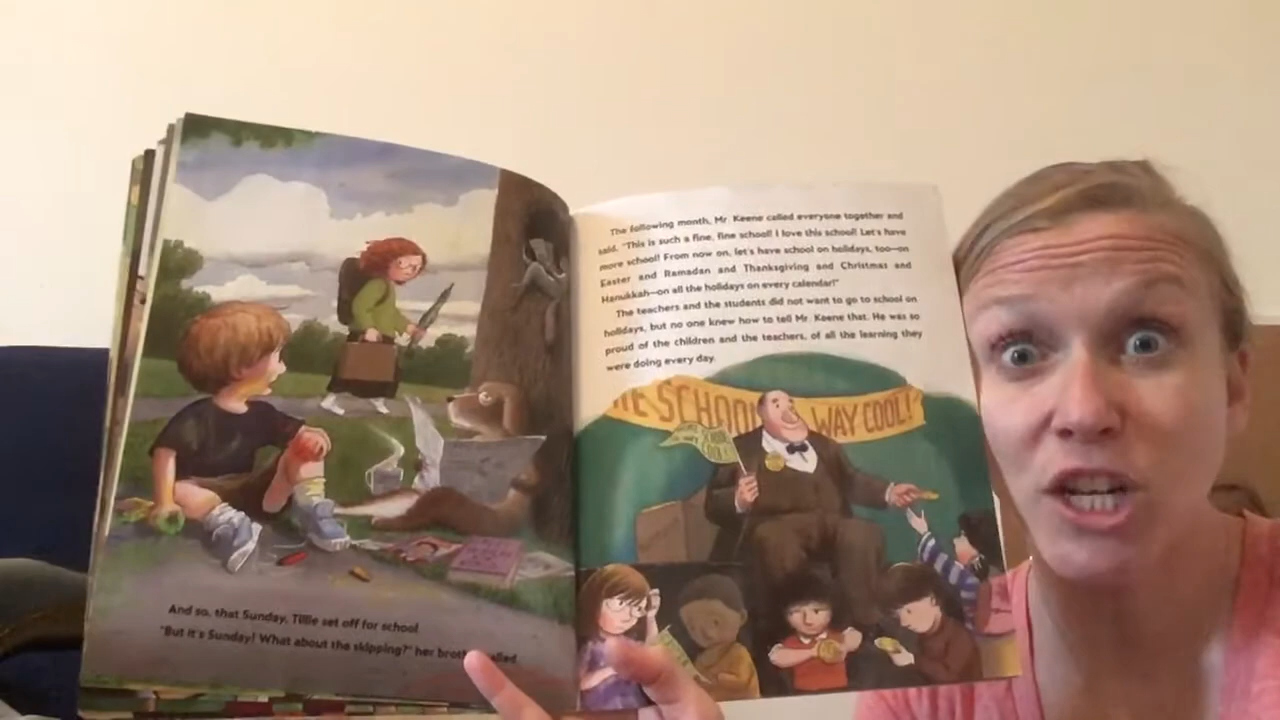 And so, that Sunday, Tillie set off for school
"But it's Sunday! What about the skipping?" her brother called
The following month, Mr. Keene called everyone together and
said, "This is such a fine, fine school! I love this school! Let's have
more school! From now on, let's have school on holidays, too—on
Easter and Ramadan and Thanksgiving and Christmas and
Hanukkah—on all the holidays on every calendar!"
The teachers and the students did not want to go to school on
holidays, but no one knew how to tell Mr. Keene that. He was so
proud of the children and the teachers, of all the learning they
were doing every day.
SCHOOL WAY COOL!
SCHOOL
COOL!